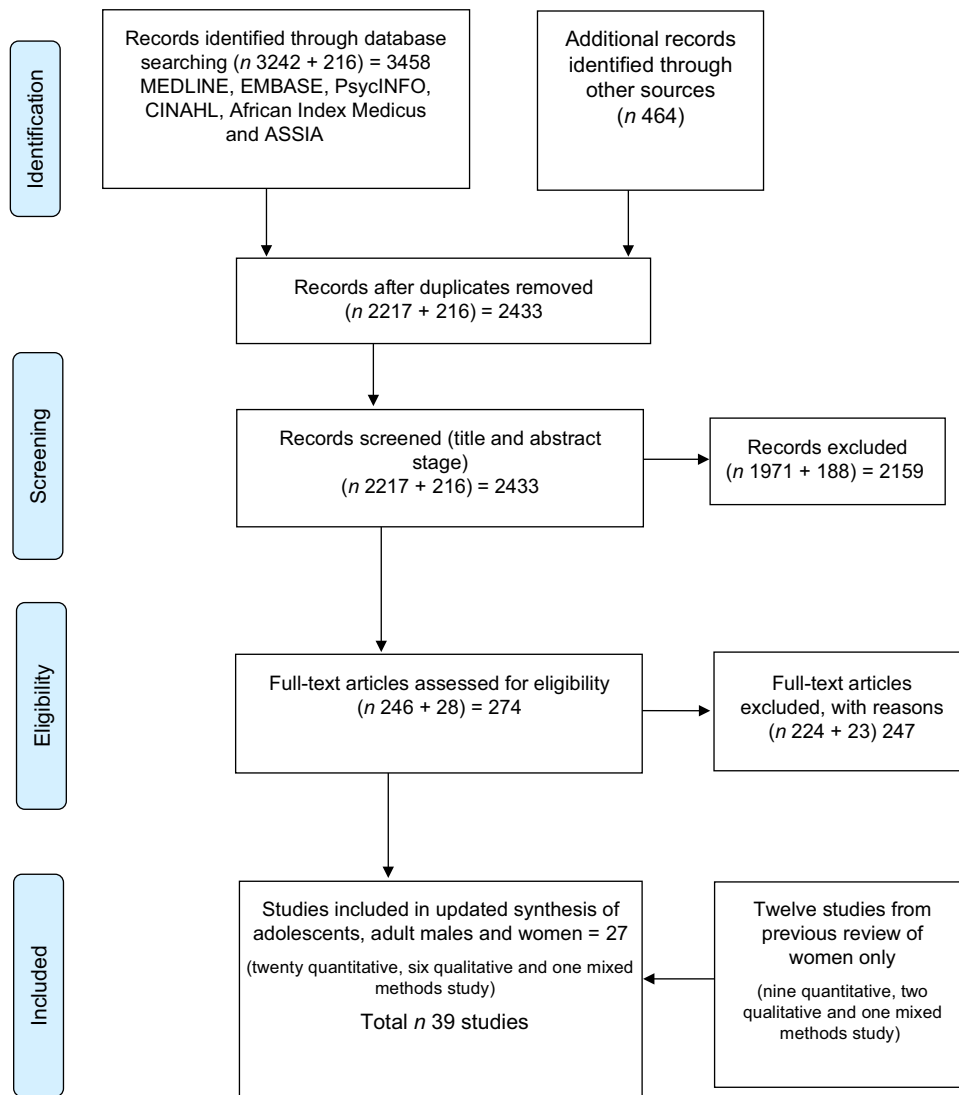 Identification
Records identified through database
searching (n 3242 + 216) = 3458
MEDLINE, EMBASE, PsycINFO,
CINAHL, African Index Medicus
and ASSIA
Additional records
identified through
other sources
(n 464)
Records after duplicates removed
(n 2217 + 216) = 2433
Screening
Records screened (title and abstract
stage)
(n 2217 + 216) = 2433
Records excluded
(n 1971 + 188) = 2159
Eligibility
Full-text articles assessed for eligibility
(n 246 + 28) = 274
Full-text articles
excluded, with reasons
(n 224 + 23) 247
Included
Studies included in updated synthesis of
adolescents, adult males and women = 27
(twenty quantitative, six qualitative and one mixed
methods study)
Total n 39 studies
Twelve studies from
previous review of
women only
(nine quantitative, two
qualitative and one mixed
methods study)